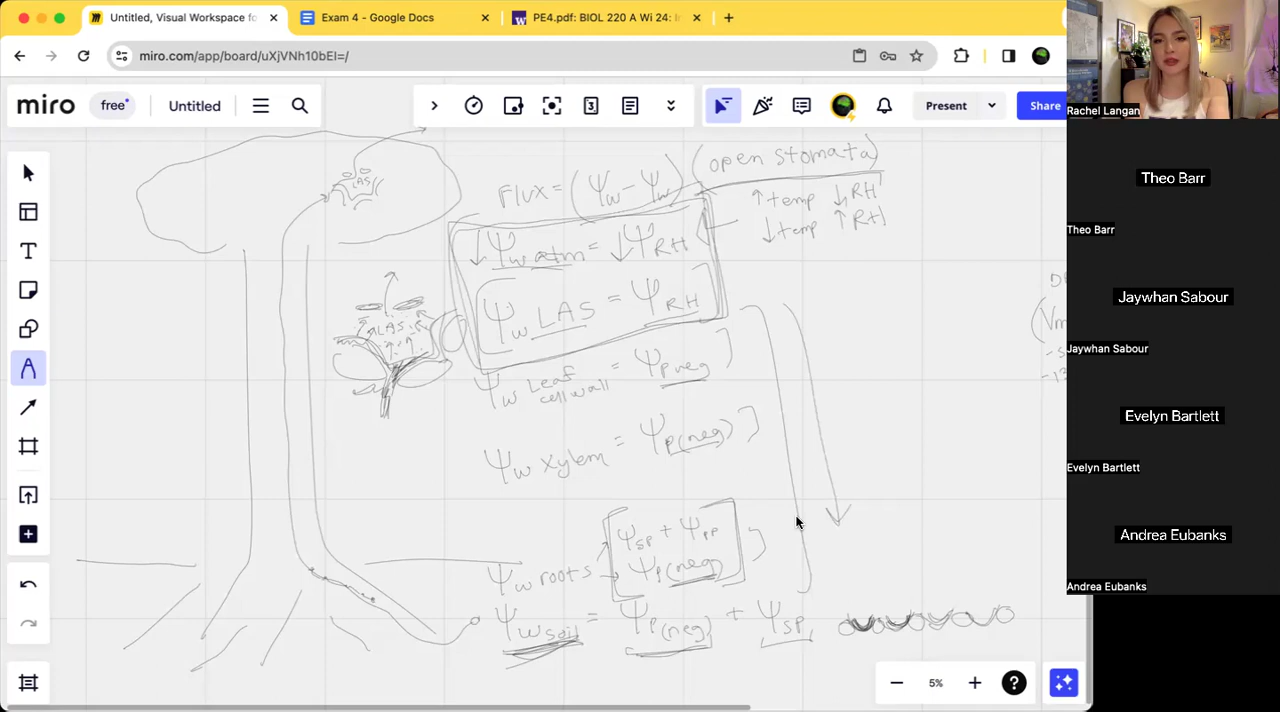 Untitled, Visual Workspace fo
Exam 4 - Google Docs
PE4.pdf: BIOL 220 A Wi 24: I
miro.com/app/board/uXjVNh10bEI=/
miro
free
Untitled
3
Present
Share
Rachel Langan
Theo Barr
Theo Barr
Jaywhan Sabour
Jaywhan Sabour
Evelyn Bartlett
Evelyn Bartlett
Andrea Eubanks
Andrea Eubanks
LAS
Flux = (Ψw - Ψw) (open stomata)
↑temp ↓RH
↓temp ↑RH
↓Ψw atm = ↓ΨRH
Ψw LAS = ΨRH
LAS
Ψw Leaf cell wall = Ψp neg
Ψw xylem = Ψp(neg)
Ψsp + Ψpp
Ψw roots → Ψp(neg)
Ψw soil = Ψp(neg) + Ψsp
(Vm
5%